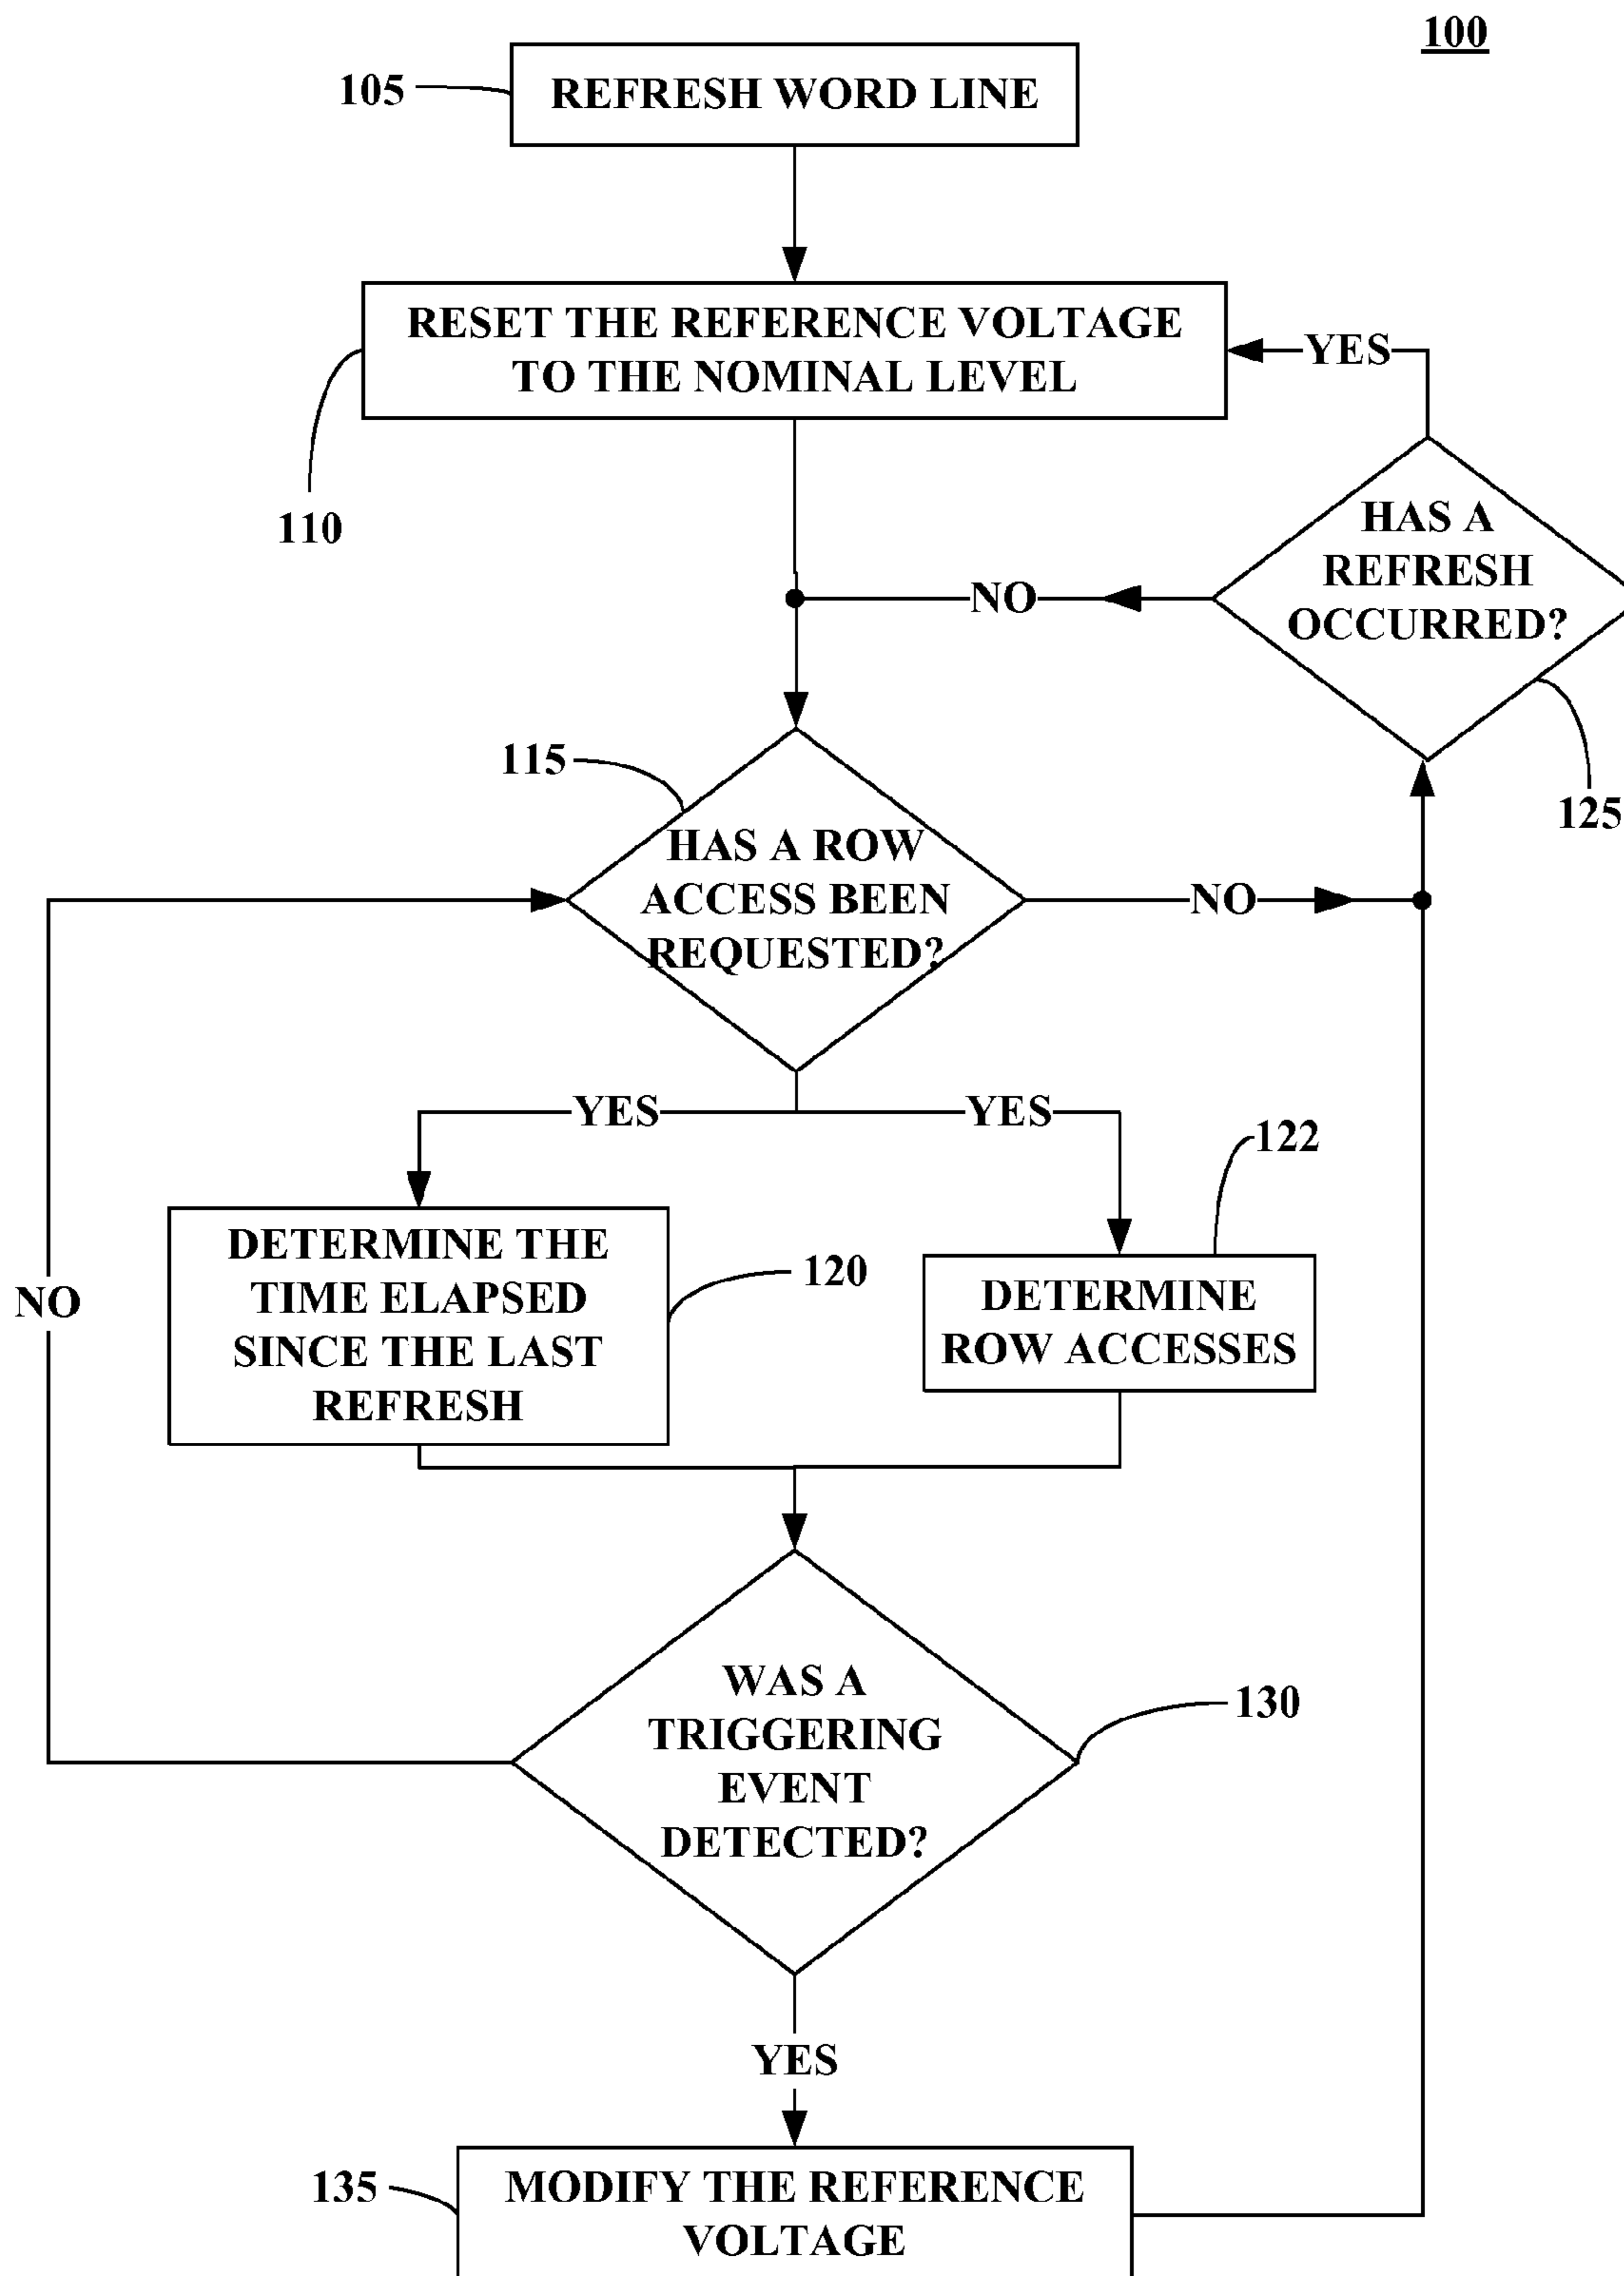 100
105
REFRESH WORD LINE
RESET THE REFERENCE VOLTAGE
TO THE NOMINAL LEVEL
YES
110
HAS A
REFRESH
OCCURRED?
NO
125
115
HAS A ROW
ACCESS BEEN
REQUESTED?
NO
YES
YES
122
DETERMINE THE
TIME ELAPSED
SINCE THE LAST
REFRESH
120
DETERMINE
ROW ACCESSES
NO
WAS A
TRIGGERING
EVENT
DETECTED?
130
YES
135
MODIFY THE REFERENCE
VOLTAGE